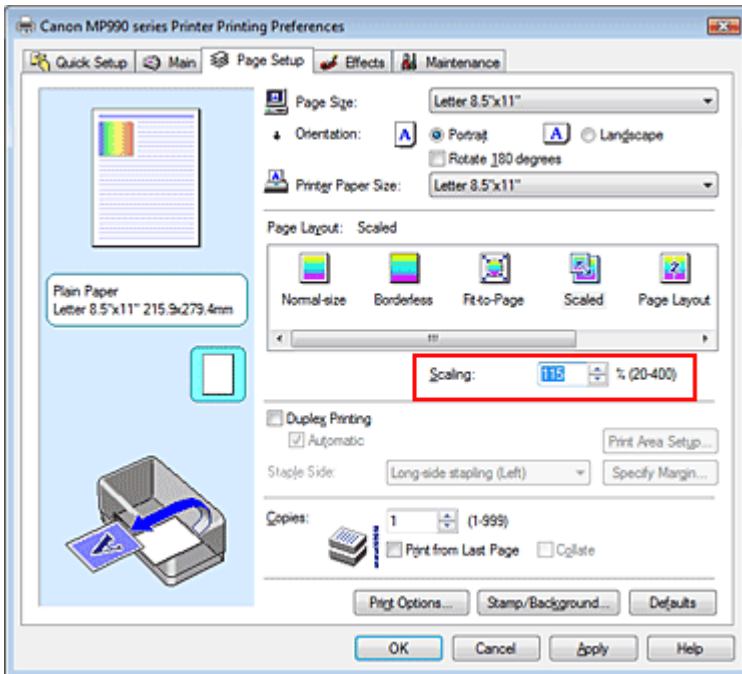 Canon MP990 series Printer Printing Preferences
Quick Setup Main Page Setup Effects Maintenance
Page Size: Letter 8.5"x11"
Orientation: A Portrait A Landscape
Rotate 180 degrees
Printer Paper Size: Letter 8.5"x11"
Page Layout: Scaled
Normal-size Borderless Fit-to-Page Scaled Page Layout
Plain Paper
Letter 8.5"x11" 215.9x279.4mm
Scaling: 115 % (20-400)
Duplex Printing
Automatic Print Area Setup...
Staple Side: Long-side stapling (Left) Specify Margin...
Copies: 1 (1-999)
Print from Last Page Collate
Print Options... Stamp/Background... Defaults
OK Cancel Apply Help